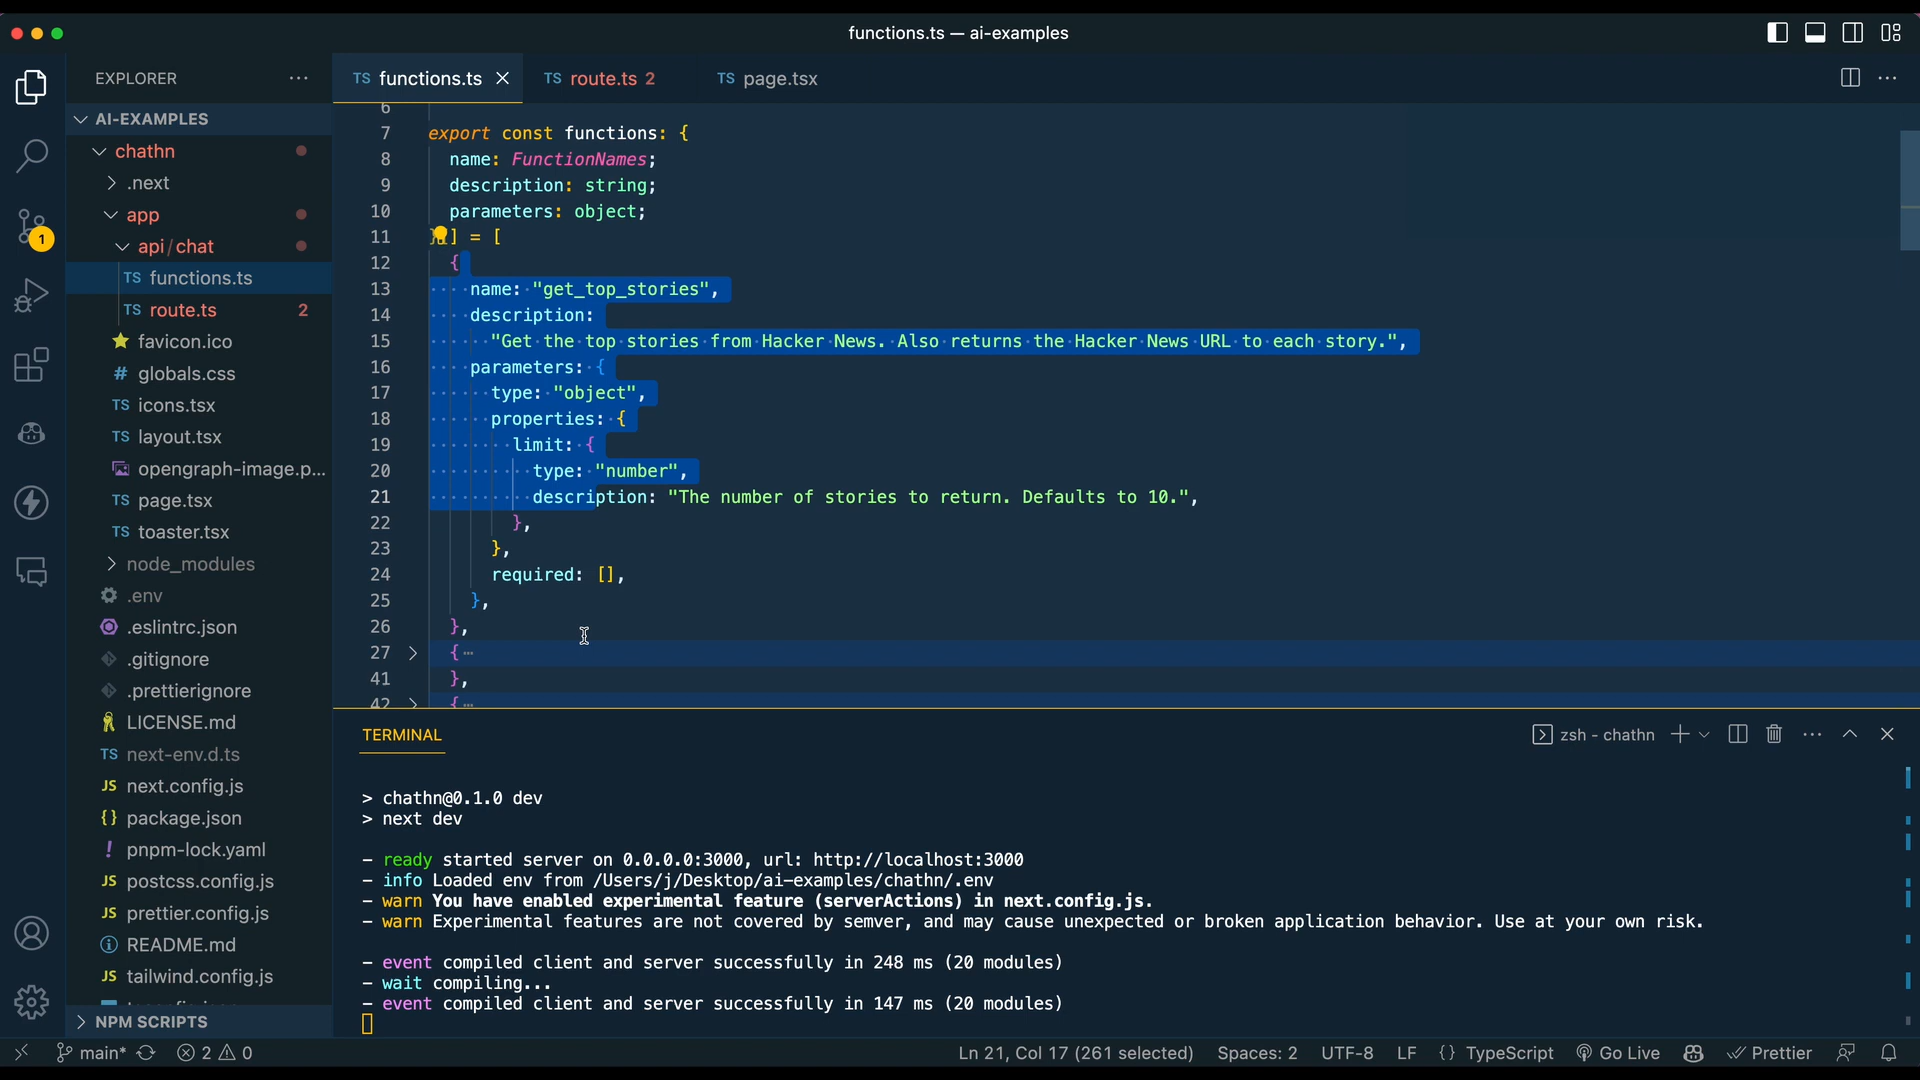 functions.ts — ai-examples
EXPLORER
TS functions.ts
TS route.ts 2
TS page.tsx
AI-EXAMPLES
chathn
.next
app
api/chat
TS functions.ts
TS route.ts 2
favicon.ico
# globals.css
TS icons.tsx
TS layout.tsx
opengraph-image.p...
TS page.tsx
TS toaster.tsx
node_modules
.env
.eslintrc.json
.gitignore
.prettierignore
LICENSE.md
TS next-env.d.ts
JS next.config.js
{} package.json
! pnpm-lock.yaml
JS postcss.config.js
JS prettier.config.js
README.md
JS tailwind.config.js
NPM SCRIPTS
1
6
7 export const functions: {
8 name: FunctionNames;
9 description: string;
10 parameters: object;
11 }[] = [
12 {
13 name: "get_top_stories",
14 description:
15 "Get the top stories from Hacker News. Also returns the Hacker News URL to each story.",
16 parameters: {
17 type: "object",
18 properties: {
19 limit: {
20 type: "number",
21 description: "The number of stories to return. Defaults to 10.",
22 },
23 },
24 required: [],
25 },
26 },
27 {…
41 },
42 {…
TERMINAL
zsh - chathn
> chathn@0.1.0 dev
> next dev
- ready started server on 0.0.0.0:3000, url: http://localhost:3000
- info Loaded env from /Users/j/Desktop/ai-examples/chathn/.env
- warn You have enabled experimental feature (serverActions) in next.config.js.
- warn Experimental features are not covered by semver, and may cause unexpected or broken application behavior. Use at your own risk.
- event compiled client and server successfully in 248 ms (20 modules)
- wait compiling...
- event compiled client and server successfully in 147 ms (20 modules)
main* 2 0 Ln 21, Col 17 (261 selected) Spaces: 2 UTF-8 LF {} TypeScript Go Live Prettier